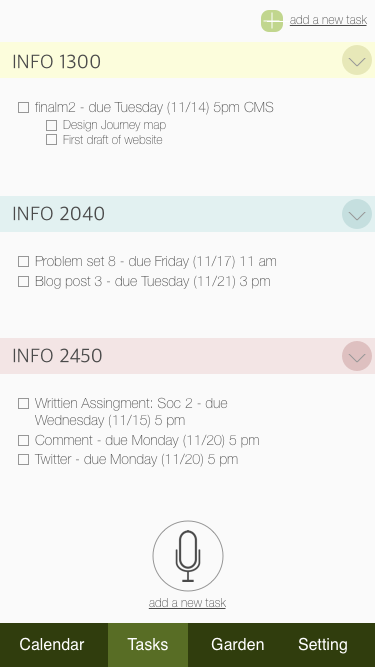 add a new task
INFO 1300
finalm2 - due Tuesday (11/14) 5pm CMS
Design Journey map
First draft of website
INFO 2040
Problem set 8 - due Friday (11/17) 11 am
Blog post 3 - due Tuesday (11/21) 3 pm
INFO 2450
Writtien Assingment: Soc 2 - due
Wednesday (11/15) 5 pm
Comment - due Monday (11/20) 5 pm
Twitter - due Monday (11/20) 5 pm
add a new task
Calendar Tasks Garden Setting